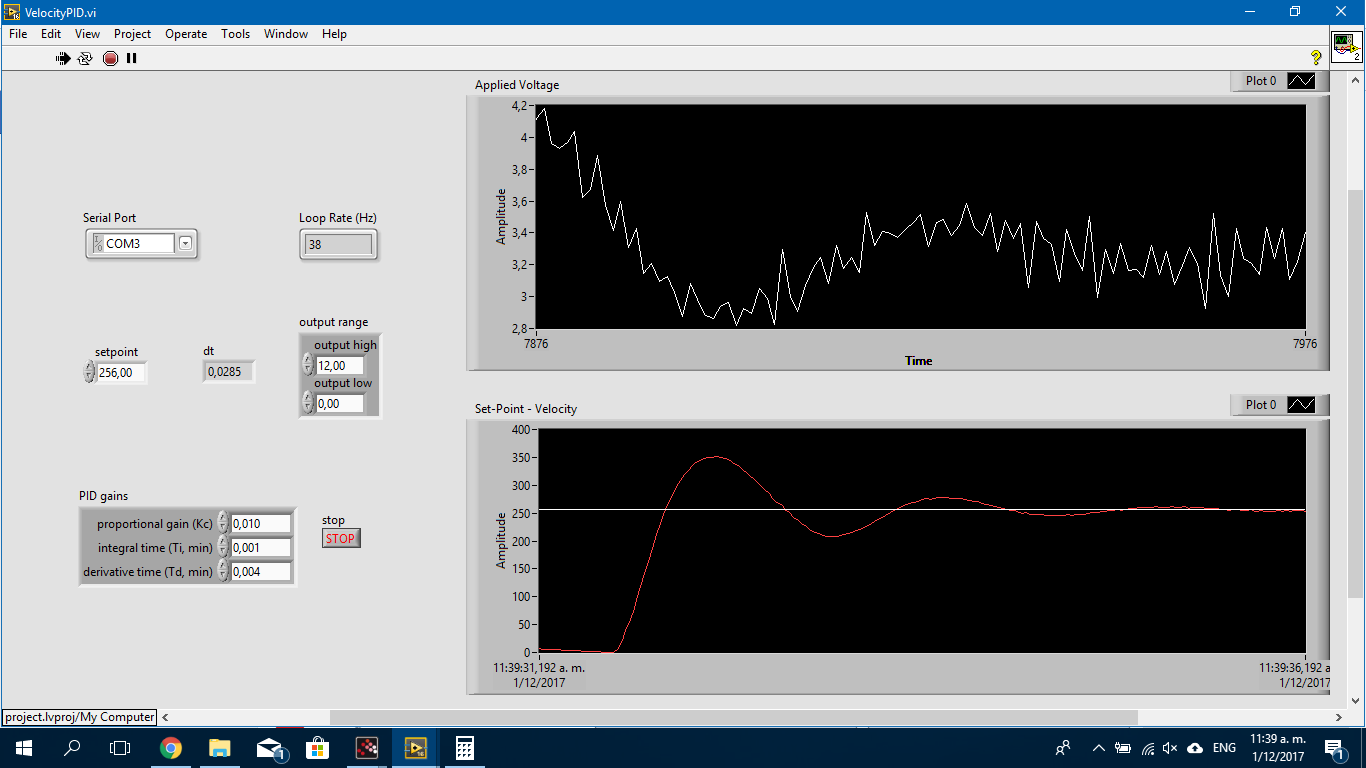 VelocityPID.vi
File Edit View Project Operate Tools Window Help
2
Serial Port
I/O COM3
Loop Rate (Hz)
38
setpoint
256,00
dt
0,0285
output range
output high
12,00
output low
0,00
PID gains
proportional gain (Kc) 0,010
integral time (Ti, min) 0,001
derivative time (Td, min) 0,004
stop
STOP
Applied Voltage
Plot 0
Amplitude
4,2
4
3,8
3,6
3,4
3,2
3
2,8
7876
7976
Time
Set-Point - Velocity
Plot 0
Amplitude
400
350
300
250
200
150
100
50
0
11:39:31,192 a. m.
1/12/2017
11:39:36,192 a
1/12/2017
project.lvproj/My Computer
1
16
ENG
11:39 a. m.
1/12/2017
1